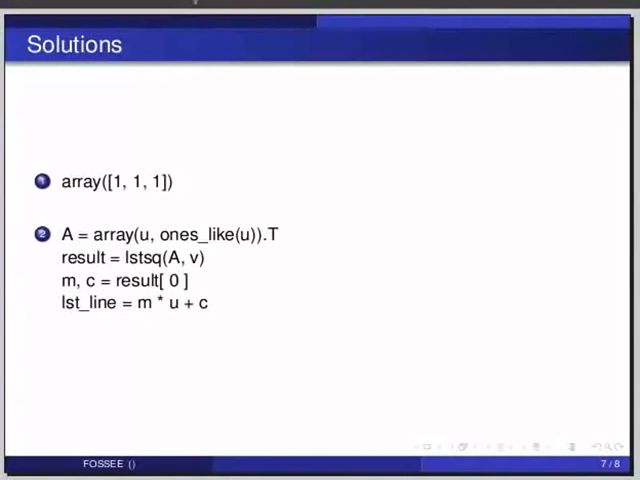 Solutions
1 array([1, 1, 1])
2 A = array(u, ones_like(u)).T
result = lstsq(A, v)
m, c = result[ 0 ]
lst_line = m * u + c
FOSSEE ()
7 / 8